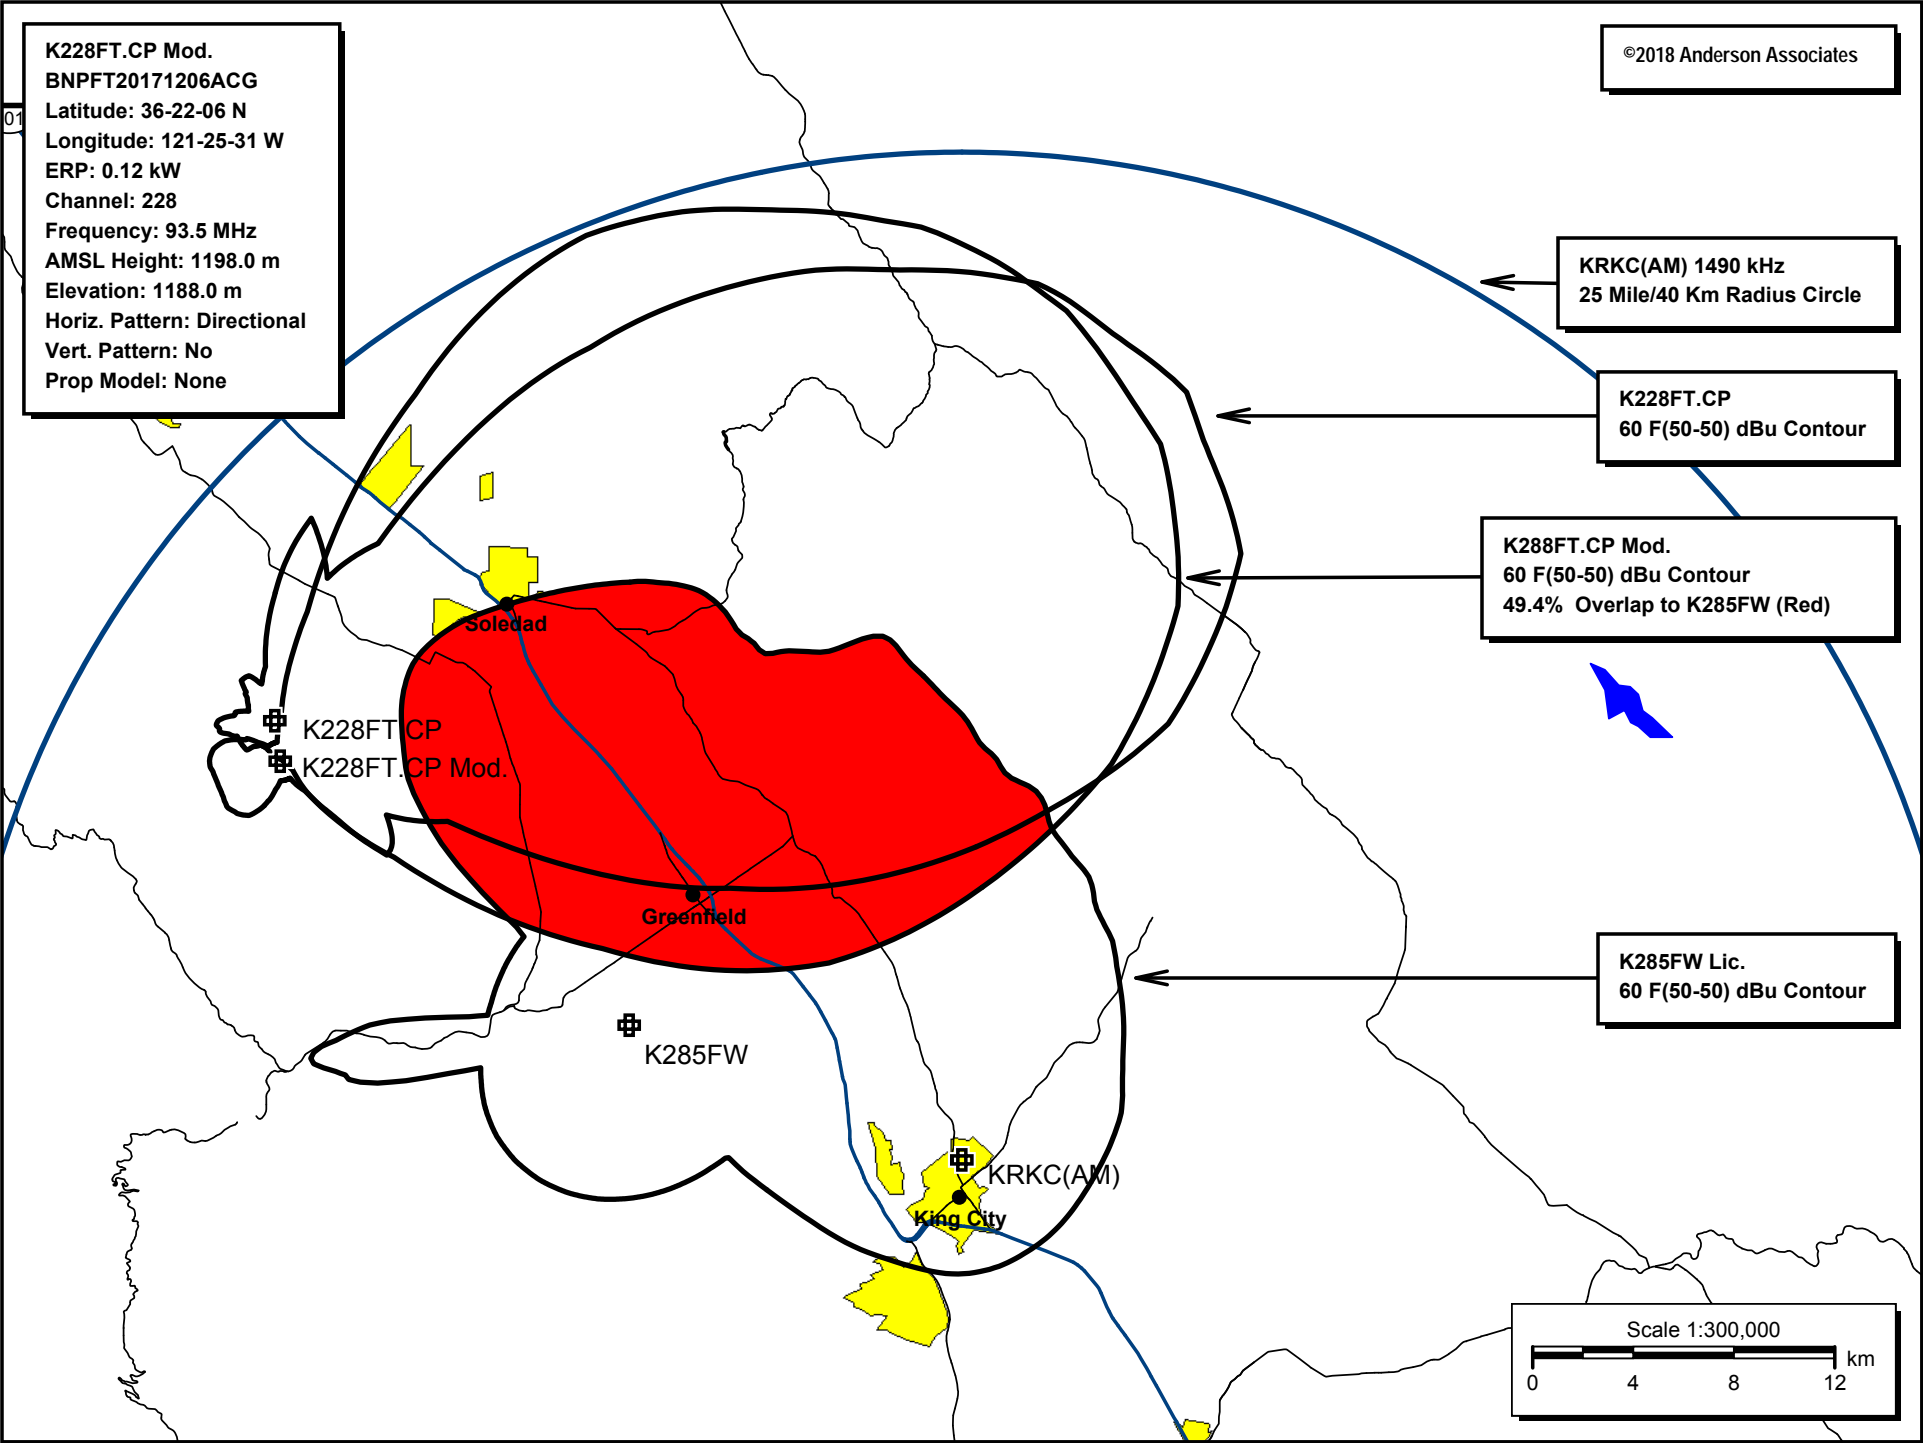 K228FT.CP Mod.
BNPFT20171206ACG
Latitude: 36-22-06 N
Longitude: 121-25-31 W
ERP: 0.12 kW
Channel: 228
Frequency: 93.5 MHz
AMSL Height: 1198.0 m
Elevation: 1188.0 m
Horiz. Pattern: Directional
Vert. Pattern: No
Prop Model: None
©2018 Anderson Associates
01
KRKC(AM) 1490 kHz
25 Mile/40 Km Radius Circle
K228FT.CP
60 F(50-50) dBu Contour
K288FT.CP Mod.
60 F(50-50) dBu Contour
49.4% Overlap to K285FW (Red)
Soledad
K228FT.CP
K228FT.CP Mod.
Greenfield
K285FW Lic.
60 F(50-50) dBu Contour
K285FW
KRKC(AM)
King City
Scale 1:300,000
km
0 4 8 12